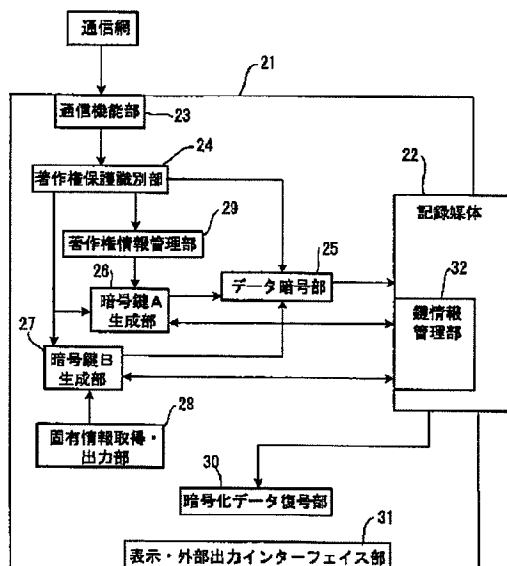 通信網
21
通信機能部
23
24
著作権保護識別部
22
記録媒体
29
著作権情報管理部
25
データ暗号部
26
暗号鍵A
生成部
32
鍵情報
管理部
27
暗号鍵B
生成部
28
固有情報取得・
出力部
30
暗号化データ復号部
31
表示・外部出力インターフェイス部